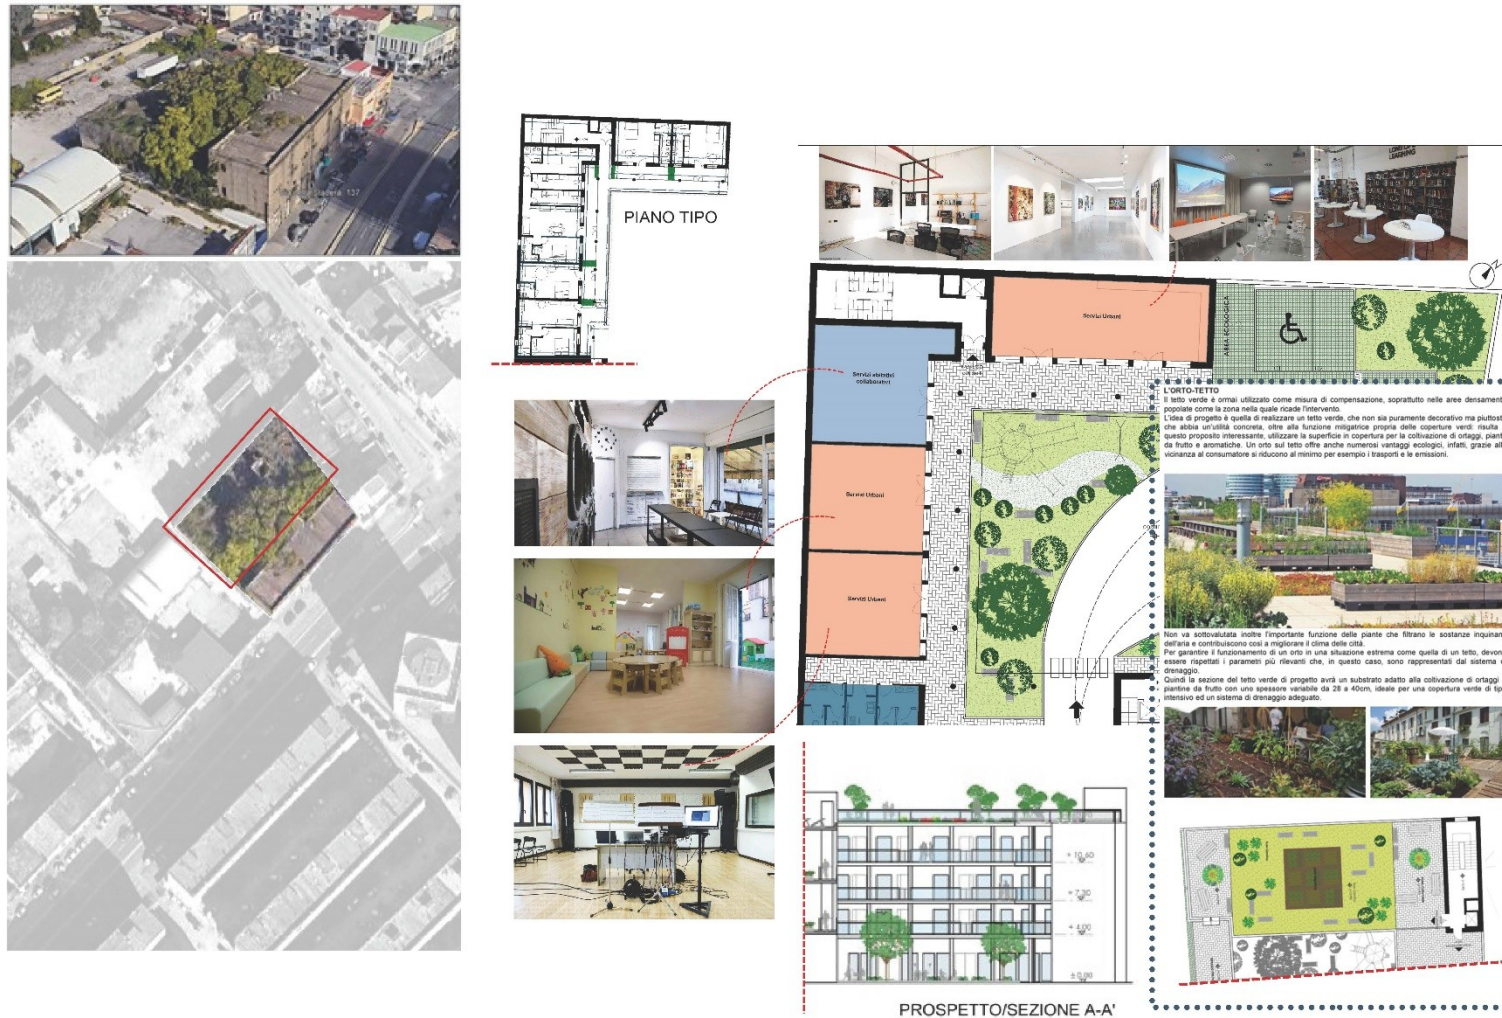 137
PIANO TIPO
LEARNING
N
Servizi Urbani
AREA ECOLOGICA
Servizi abitativi
collaborativi
Servizi Urbani
Servizi Urbani
L'ORTO-TETTO
Il tetto verde è ormai utilizzato come misura di compensazione, soprattutto nelle aree densament
popolate come la zona nella quale ricade l'intervento.
L'idea di progetto è quella di realizzare un tetto verde, che non sia puramente decorativo ma piuttost
che abbia un'utilità concreta, oltre alla funzione mitigatrice propria delle coperture verdi: risulta
questo proposito interessante, utilizzare la superficie in copertura per la coltivazione di ortaggi, piant
da frutto e aromatiche. Un orto sul tetto offre anche numerosi vantaggi ecologici, infatti, grazie all
vicinanza al consumatore si riducono al minimo per esempio i trasporti e le emissioni.
Non va sottovalutata inoltre l'importante funzione delle piante che filtrano le sostanze inquinan
dell'aria e contribuiscono così a migliorare il clima delle città.
Per garantire il funzionamento di un orto in una situazione estrema come quella di un tetto, devon
essere rispettati i parametri più rilevanti che, in questo caso, sono rappresentati dal sistema
drenaggio.
Quindi la sezione del tetto verde di progetto avrà un substrato adatto alla coltivazione di ortaggi
piantine da frutto con uno spessore variabile da 28 a 40cm, ideale per una copertura verde di tip
intensivo ed un sistema di drenaggio adeguato.
+ 10,60
+ 7,30
+ 4,00
± 0,00
PROSPETTO/SEZIONE A-A'